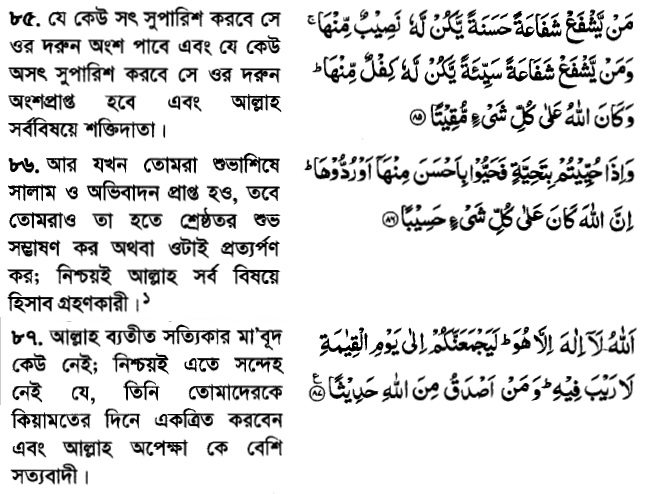 ৮৫. যে কেউ সৎ সুপারিশ করবে সে
ওর দরুন অংশ পাবে এবং যে কেউ
অসৎ সুপারিশ করবে সে ওর দরুন
অংশপ্রাপ্ত হবে এবং আল্লাহ
সর্ববিষয়ে শক্তিদাতা।
مَنْ يَّشْفَعْ شَفَاعَةً حَسَنَةً يَّكُنْ لَّهٗ نَصِيْبٌ مِّنْهَا ۚ
وَمَنْ يَّشْفَعْ شَفَاعَةً سَيِّئَةً يَّكُنْ لَّهٗ كِفْلٌ مِّنْهَا ؕ
وَكَانَ اللّٰهُ عَلٰى كُلِّ شَىْءٍ مُّقِيْتًا ﴿۸۵﴾
৮৬. আর যখন তোমরা শুভাশিষে
সালাম ও অভিবাদন প্রাপ্ত হও, তবে
তোমরাও তা হতে শ্রেষ্ঠতর শুভ
সম্ভাষণ কর অথবা ওটাই প্রত্যর্পণ
কর; নিশ্চয়ই আল্লাহ সর্ব বিষয়ে
হিসাব গ্রহণকারী।১
وَاِذَا حُيِّيْتُمْ بِتَحِيَّةٍ فَحَيُّوْا بِاَحْسَنَ مِنْهَاۤ اَوْ رُدُّوْهَا ؕ
اِنَّ اللّٰهَ كَانَ عَلٰى كُلِّ شَىْءٍ حَسِيْبًا ﴿۸۶﴾
৮৭. আল্লাহ ব্যতীত সত্যিকার মা'বূদ
কেউ নেই; নিশ্চয়ই এতে সন্দেহ
নেই যে, তিনি তোমাদেরকে
কিয়ামতের দিনে একত্রিত করবেন
এবং আল্লাহ অপেক্ষা কে বেশি
সত্যবাদী।
اَللّٰهُ لَاۤ اِلٰهَ اِلَّا هُوَ ؕ لَيَجْمَعَنَّكُمْ اِلٰى يَوْمِ الْقِيٰمَةِ
لَا رَيْبَ فِيْهِ ؕ وَمَنْ اَصْدَقُ مِنَ اللّٰهِ حَدِيْثًا ﴿۸۷﴾ ع